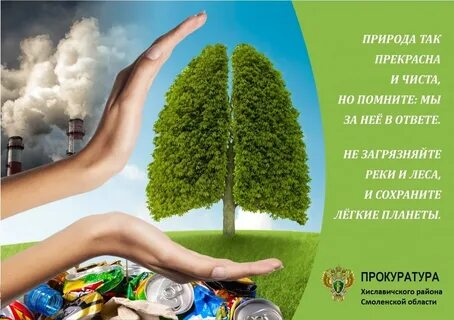 ПРИРОДА ТАК
ПРЕКРАСНА
И ЧИСТА,
НО ПОМНИТЕ: МЫ
ЗА НЕЁ В ОТВЕТЕ.
НЕ ЗАГРЯЗНЯЙТЕ
РЕКИ И ЛЕСА,
И СОХРАНИТЕ
ЛЁГКИЕ ПЛАНЕТЫ.
ПРОКУРАТУРА
Хиславичского района
Смоленской области